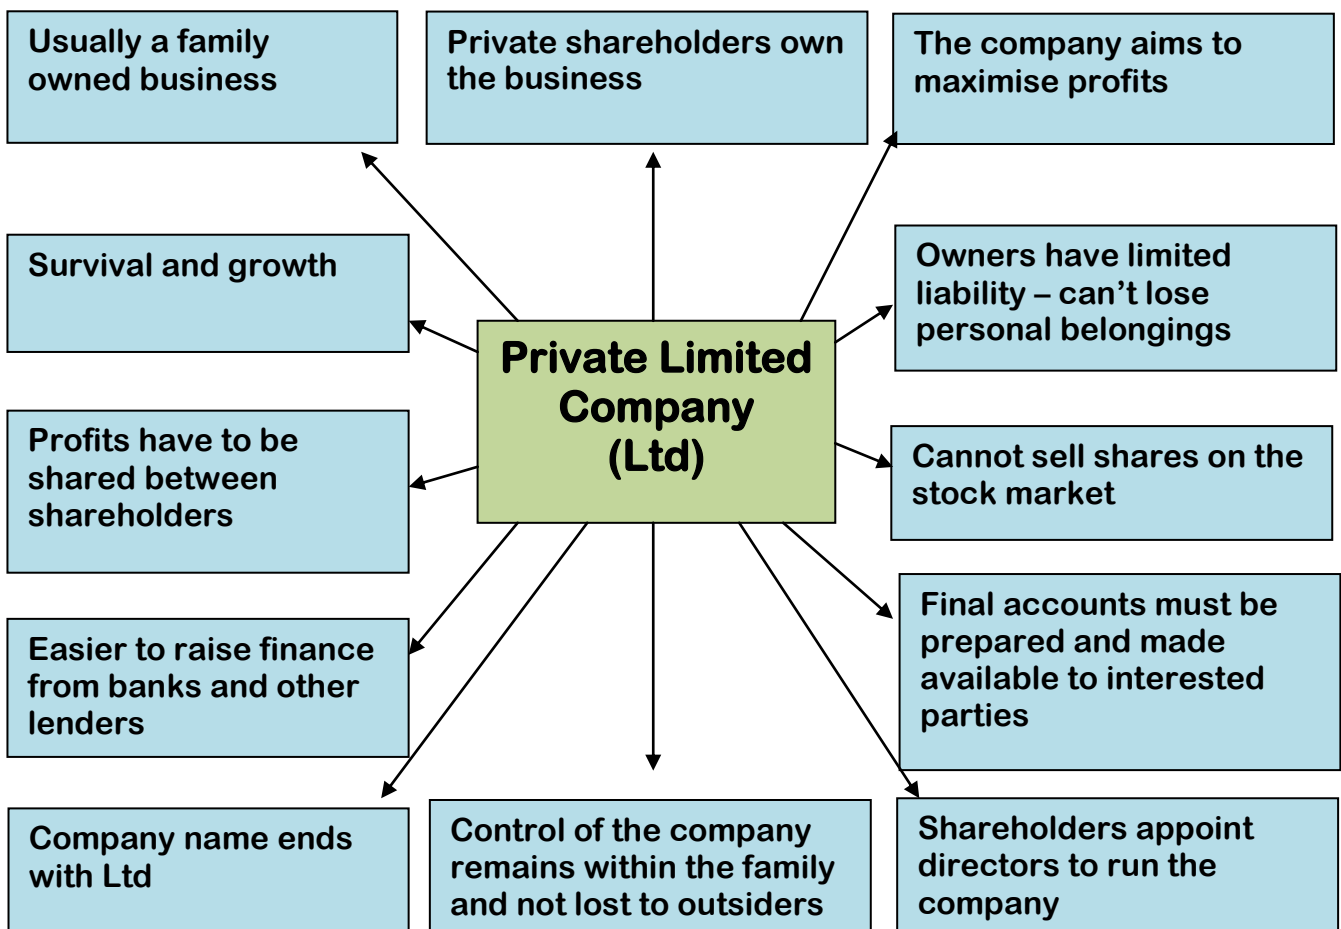 Usually a family
owned business
Private shareholders own
the business
The company aims to
maximise profits
Survival and growth
Owners have limited
liability – can’t lose
personal belongings
Private Limited
Company
(Ltd)
Profits have to be
shared between
shareholders
Cannot sell shares on the
stock market
Easier to raise finance
from banks and other
lenders
Final accounts must be
prepared and made
available to interested
parties
Company name ends
with Ltd
Control of the company
remains within the family
and not lost to outsiders
Shareholders appoint
directors to run the
company